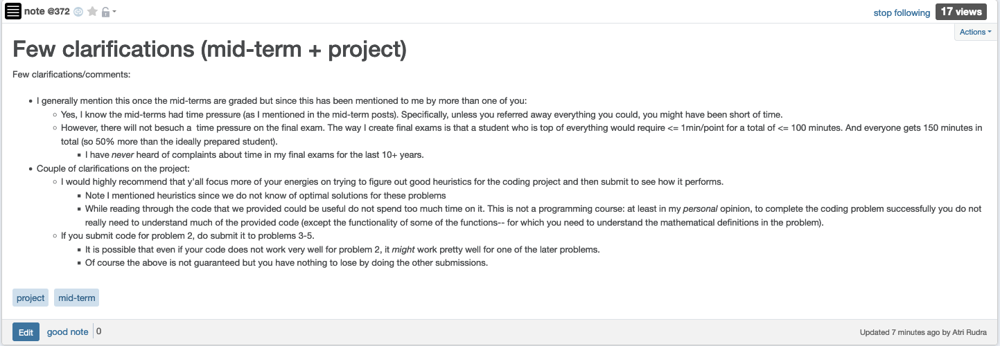 note @372
stop following 17 views
Actions
Few clarifications (mid-term + project)
Few clarifications/comments:
• I generally mention this once the mid-terms are graded but since this has been mentioned to me by more than one of you:
◦ Yes, I know the mid-terms had time pressure (as I mentioned in the mid-term posts). Specifically, unless you referred away everything you could, you might have been short of time.
◦ However, there will not besuch a  time pressure on the final exam. The way I create final exams is that a student who is top of everything would require <= 1min/point for a total of <= 100 minutes. And everyone gets 150 minutes in
total (so 50% more than the ideally prepared student).
▪ I have never heard of complaints about time in my final exams for the last 10+ years.
• Couple of clarifications on the project:
◦ I would highly recommend that y'all focus more of your energies on trying to figure out good heuristics for the coding project and then submit to see how it performs.
▪ Note I mentioned heuristics since we do not know of optimal solutions for these problems
▪ While reading through the code that we provided could be useful do not spend too much time on it. This is not a programming course: at least in my personal opinion, to complete the coding problem successfully you do not
really need to understand much of the provided code (except the functionality of some of the functions-- for which you need to understand the mathematical definitions in the problem).
◦ If you submit code for problem 2, do submit it to problems 3-5.
▪ It is possible that even if your code does not work very well for problem 2, it might work pretty well for one of the later problems.
▪ Of course the above is not guaranteed but you have nothing to lose by doing the other submissions.
project mid-term
Edit good note 0
Updated 7 minutes ago by Atri Rudra